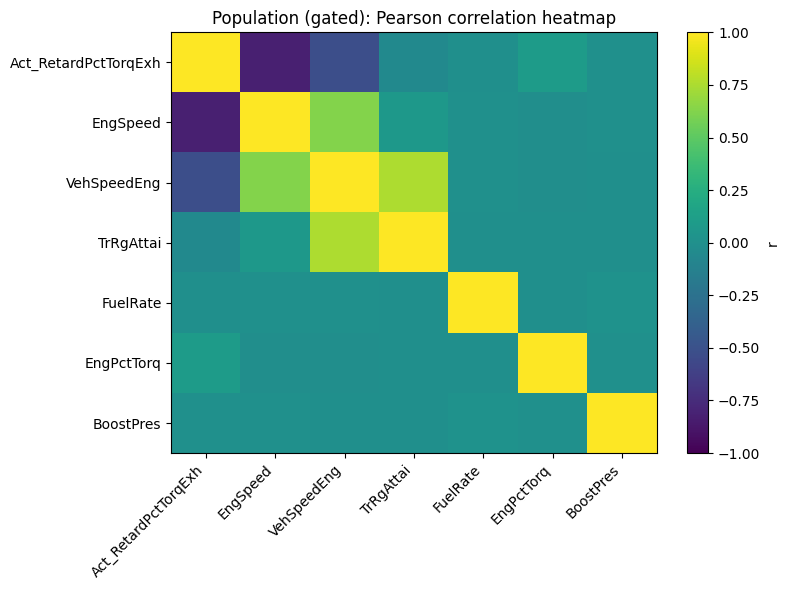 Population (gated): Pearson correlation heatmap
Act_RetardPctTorqExh
EngSpeed
VehSpeedEng
TrRgAttai
FuelRate
EngPctTorq
BoostPres
Act_RetardPctTorqExh
EngSpeed
VehSpeedEng
TrRgAttai
FuelRate
EngPctTorq
BoostPres
1.00
0.75
0.50
0.25
0.00
−0.25
−0.50
−0.75
−1.00
r